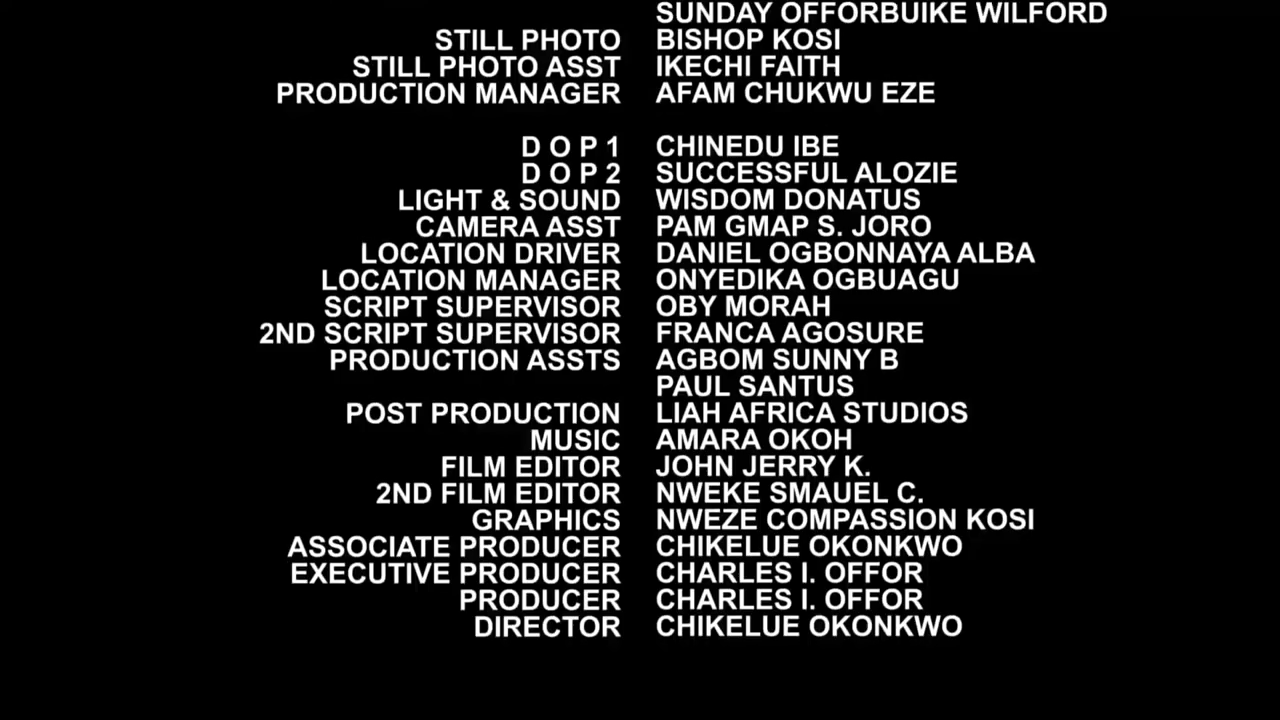 SUNDAY OFFORBUIKE WILFORD
STILL PHOTO BISHOP KOSI
STILL PHOTO ASST IKECHI FAITH
PRODUCTION MANAGER AFAM CHUKWU EZE
D O P 1 CHINEDU IBE
D O P 2 SUCCESSFUL ALOZIE
LIGHT & SOUND WISDOM DONATUS
CAMERA ASST PAM GMAP S. JORO
LOCATION DRIVER DANIEL OGBONNAYA ALBA
LOCATION MANAGER ONYEDIKA OGBUAGU
SCRIPT SUPERVISOR OBY MORAH
2ND SCRIPT SUPERVISOR FRANCA AGOSURE
PRODUCTION ASSTS AGBOM SUNNY B
PAUL SANTUS
POST PRODUCTION LIAH AFRICA STUDIOS
MUSIC AMARA OKOH
FILM EDITOR JOHN JERRY K.
2ND FILM EDITOR NWEKE SMAUEL C.
GRAPHICS NWEZE COMPASSION KOSI
ASSOCIATE PRODUCER CHIKELUE OKONKWO
EXECUTIVE PRODUCER CHARLES I. OFFOR
PRODUCER CHARLES I. OFFOR
DIRECTOR CHIKELUE OKONKWO